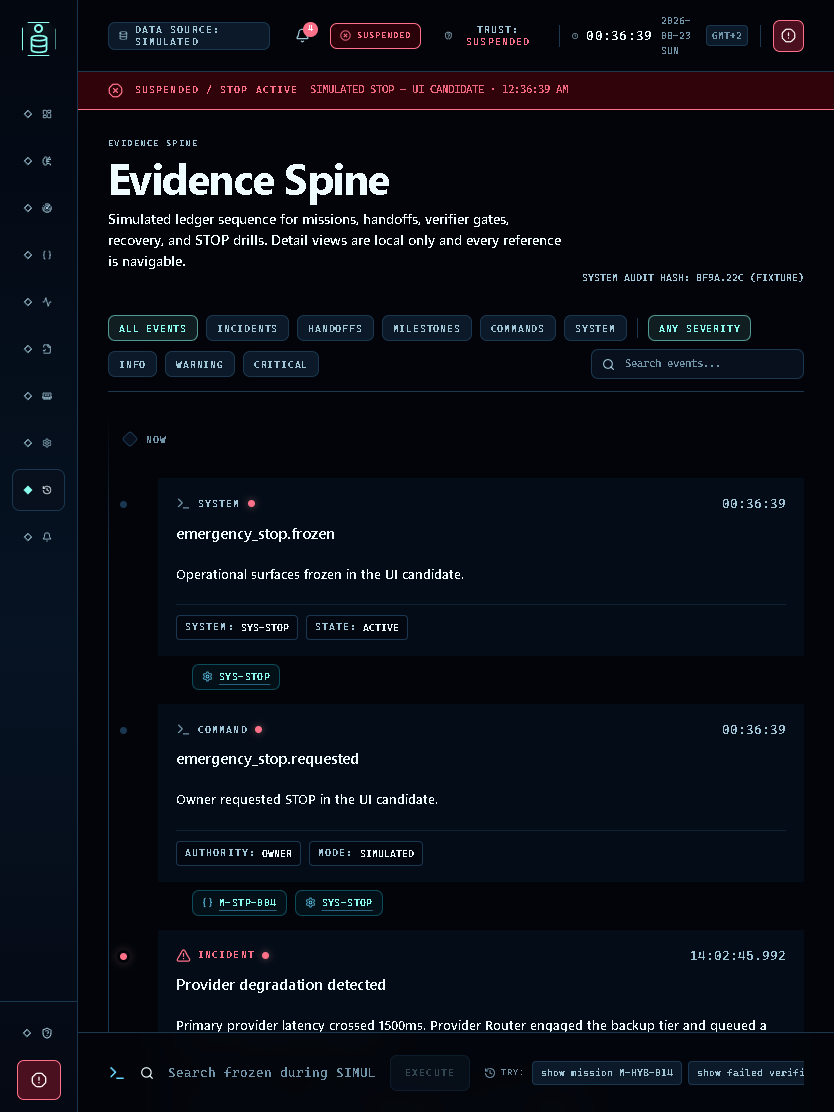 DATA SOURCE:
SIMULATED
4
SUSPENDED
TRUST:
SUSPENDED
00:36:39
2026-
08-23
SUN
GMT+2
SUSPENDED / STOP ACTIVE SIMULATED STOP — UI CANDIDATE · 12:36:39 AM
EVIDENCE SPINE
Evidence Spine
Simulated ledger sequence for missions, handoffs, verifier gates,
recovery, and STOP drills. Detail views are local only and every reference
is navigable.
SYSTEM AUDIT HASH: 8F9A.22C (FIXTURE)
ALL EVENTS INCIDENTS HANDOFFS MILESTONES COMMANDS SYSTEM ANY SEVERITY
INFO WARNING CRITICAL Search events...
NOW
SYSTEM 00:36:39
emergency_stop.frozen
Operational surfaces frozen in the UI candidate.
SYSTEM: SYS-STOP STATE: ACTIVE
SYS-STOP
COMMAND 00:36:39
emergency_stop.requested
Owner requested STOP in the UI candidate.
AUTHORITY: OWNER MODE: SIMULATED
M-STP-004 SYS-STOP
INCIDENT 14:02:45.992
Provider degradation detected
Primary provider latency crossed 1500ms. Provider Router engaged the backup tier and queued a
Search frozen during SIMUL EXECUTE TRY: show mission M-HYB-014 show failed verifi